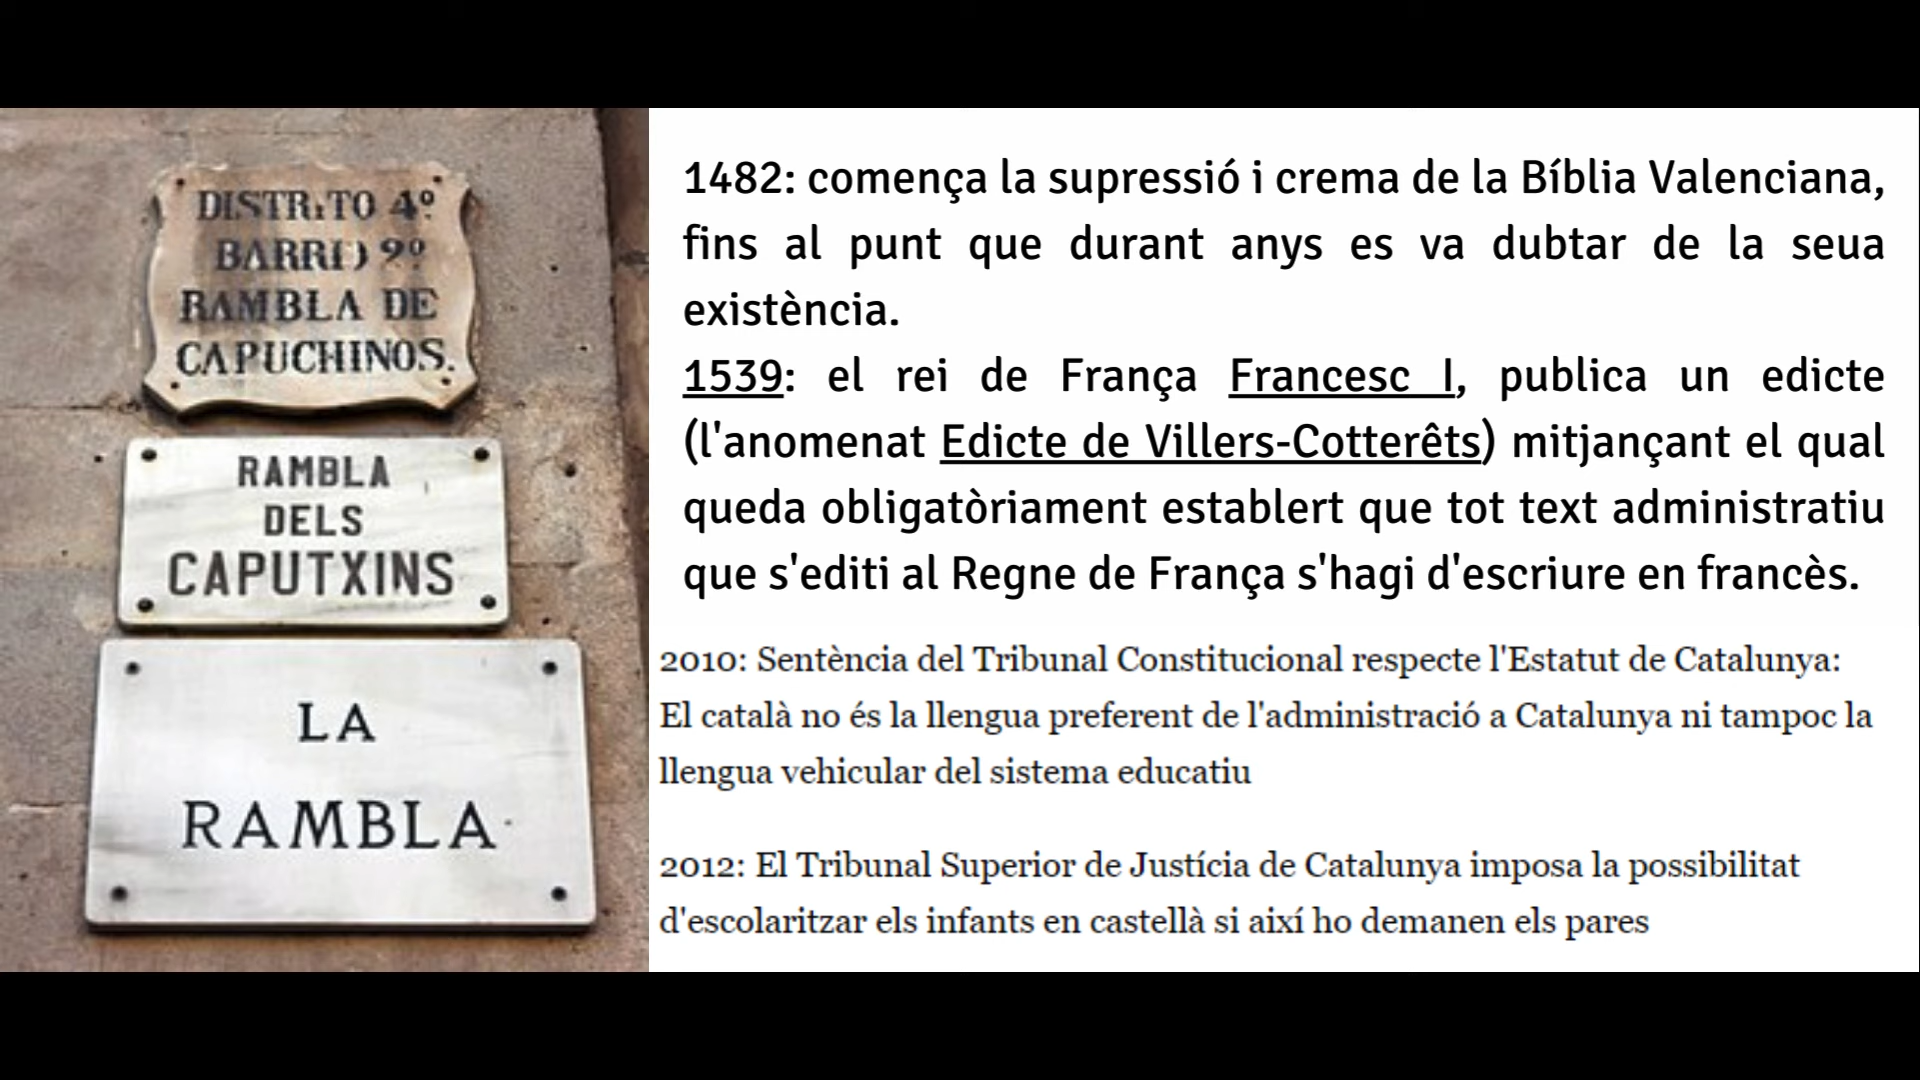 DISTRITO 4º
BARRIO 9º
RAMBLA DE
CAPUCHINOS.
RAMBLA
DELS
CAPUTXINS
LA
RAMBLA
1482: comença la supressió i crema de la Bíblia Valenciana,
fins al punt que durant anys es va dubtar de la seua
existència.
1539: el rei de França Francesc I, publica un edicte
(l'anomenat Edicte de Villers-Cotterêts) mitjançant el qual
queda obligatòriament establert que tot text administratiu
que s'editi al Regne de França s'hagi d'escriure en francès.
2010: Sentència del Tribunal Constitucional respecte l'Estatut de Catalunya:
El català no és la llengua preferent de l'administració a Catalunya ni tampoc la
llengua vehicular del sistema educatiu
2012: El Tribunal Superior de Justícia de Catalunya imposa la possibilitat
d'escolaritzar els infants en castellà si així ho demanen els pares